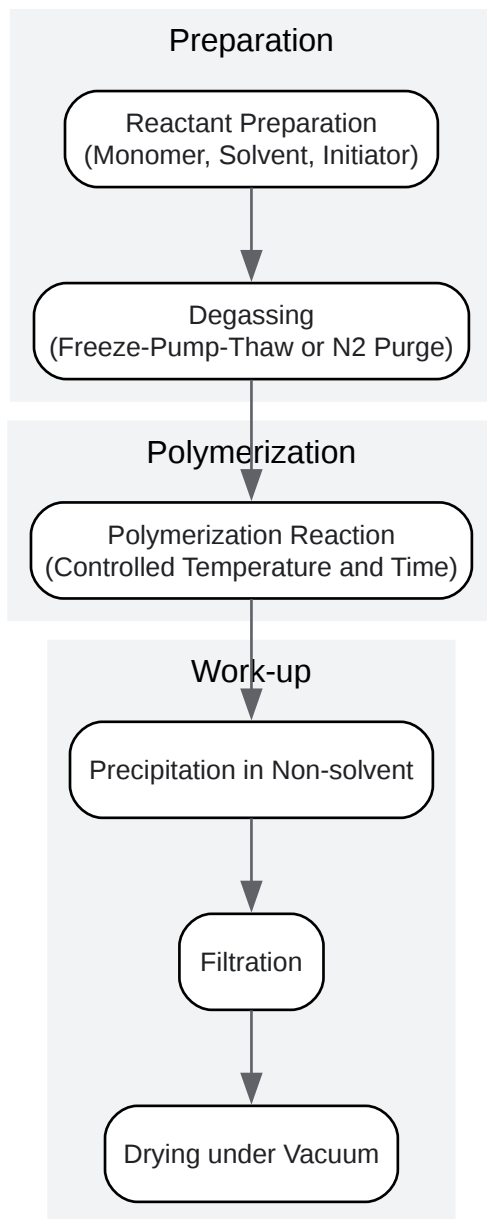 Preparation
Reactant Preparation
(Monomer, Solvent, Initiator)
Degassing
(Freeze-Pump-Thaw or N2 Purge)
Polymerization
Polymerization Reaction
(Controlled Temperature and Time)
Work-up
Precipitation in Non-solvent
Filtration
Drying under Vacuum